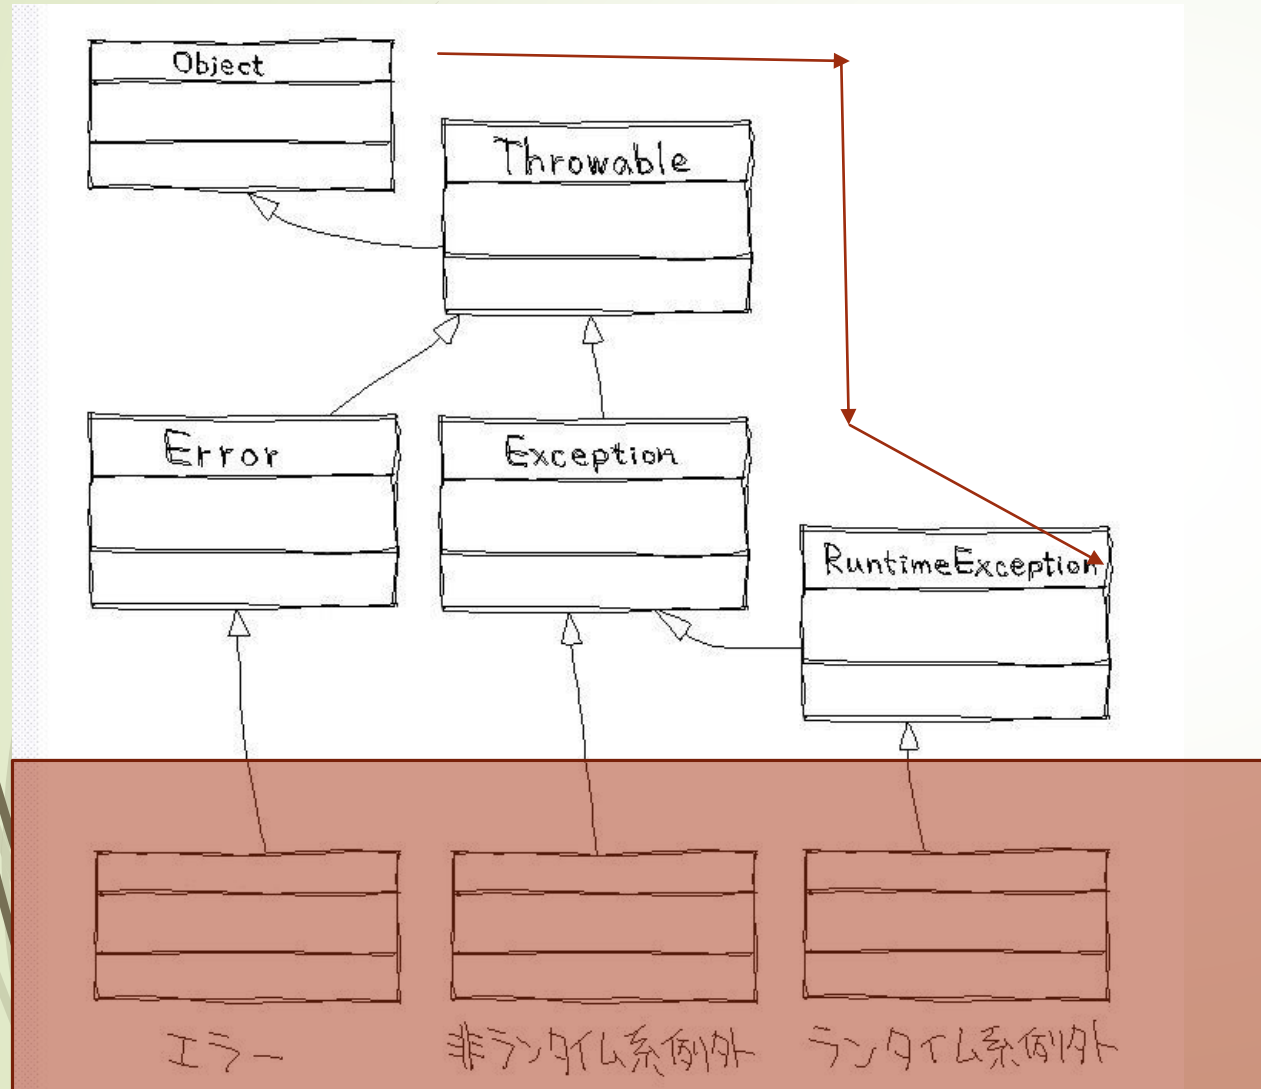 Object
Throwable
Error
Exception
RuntimeException
エラー
非ランタイム系例外
ランタイム系例外